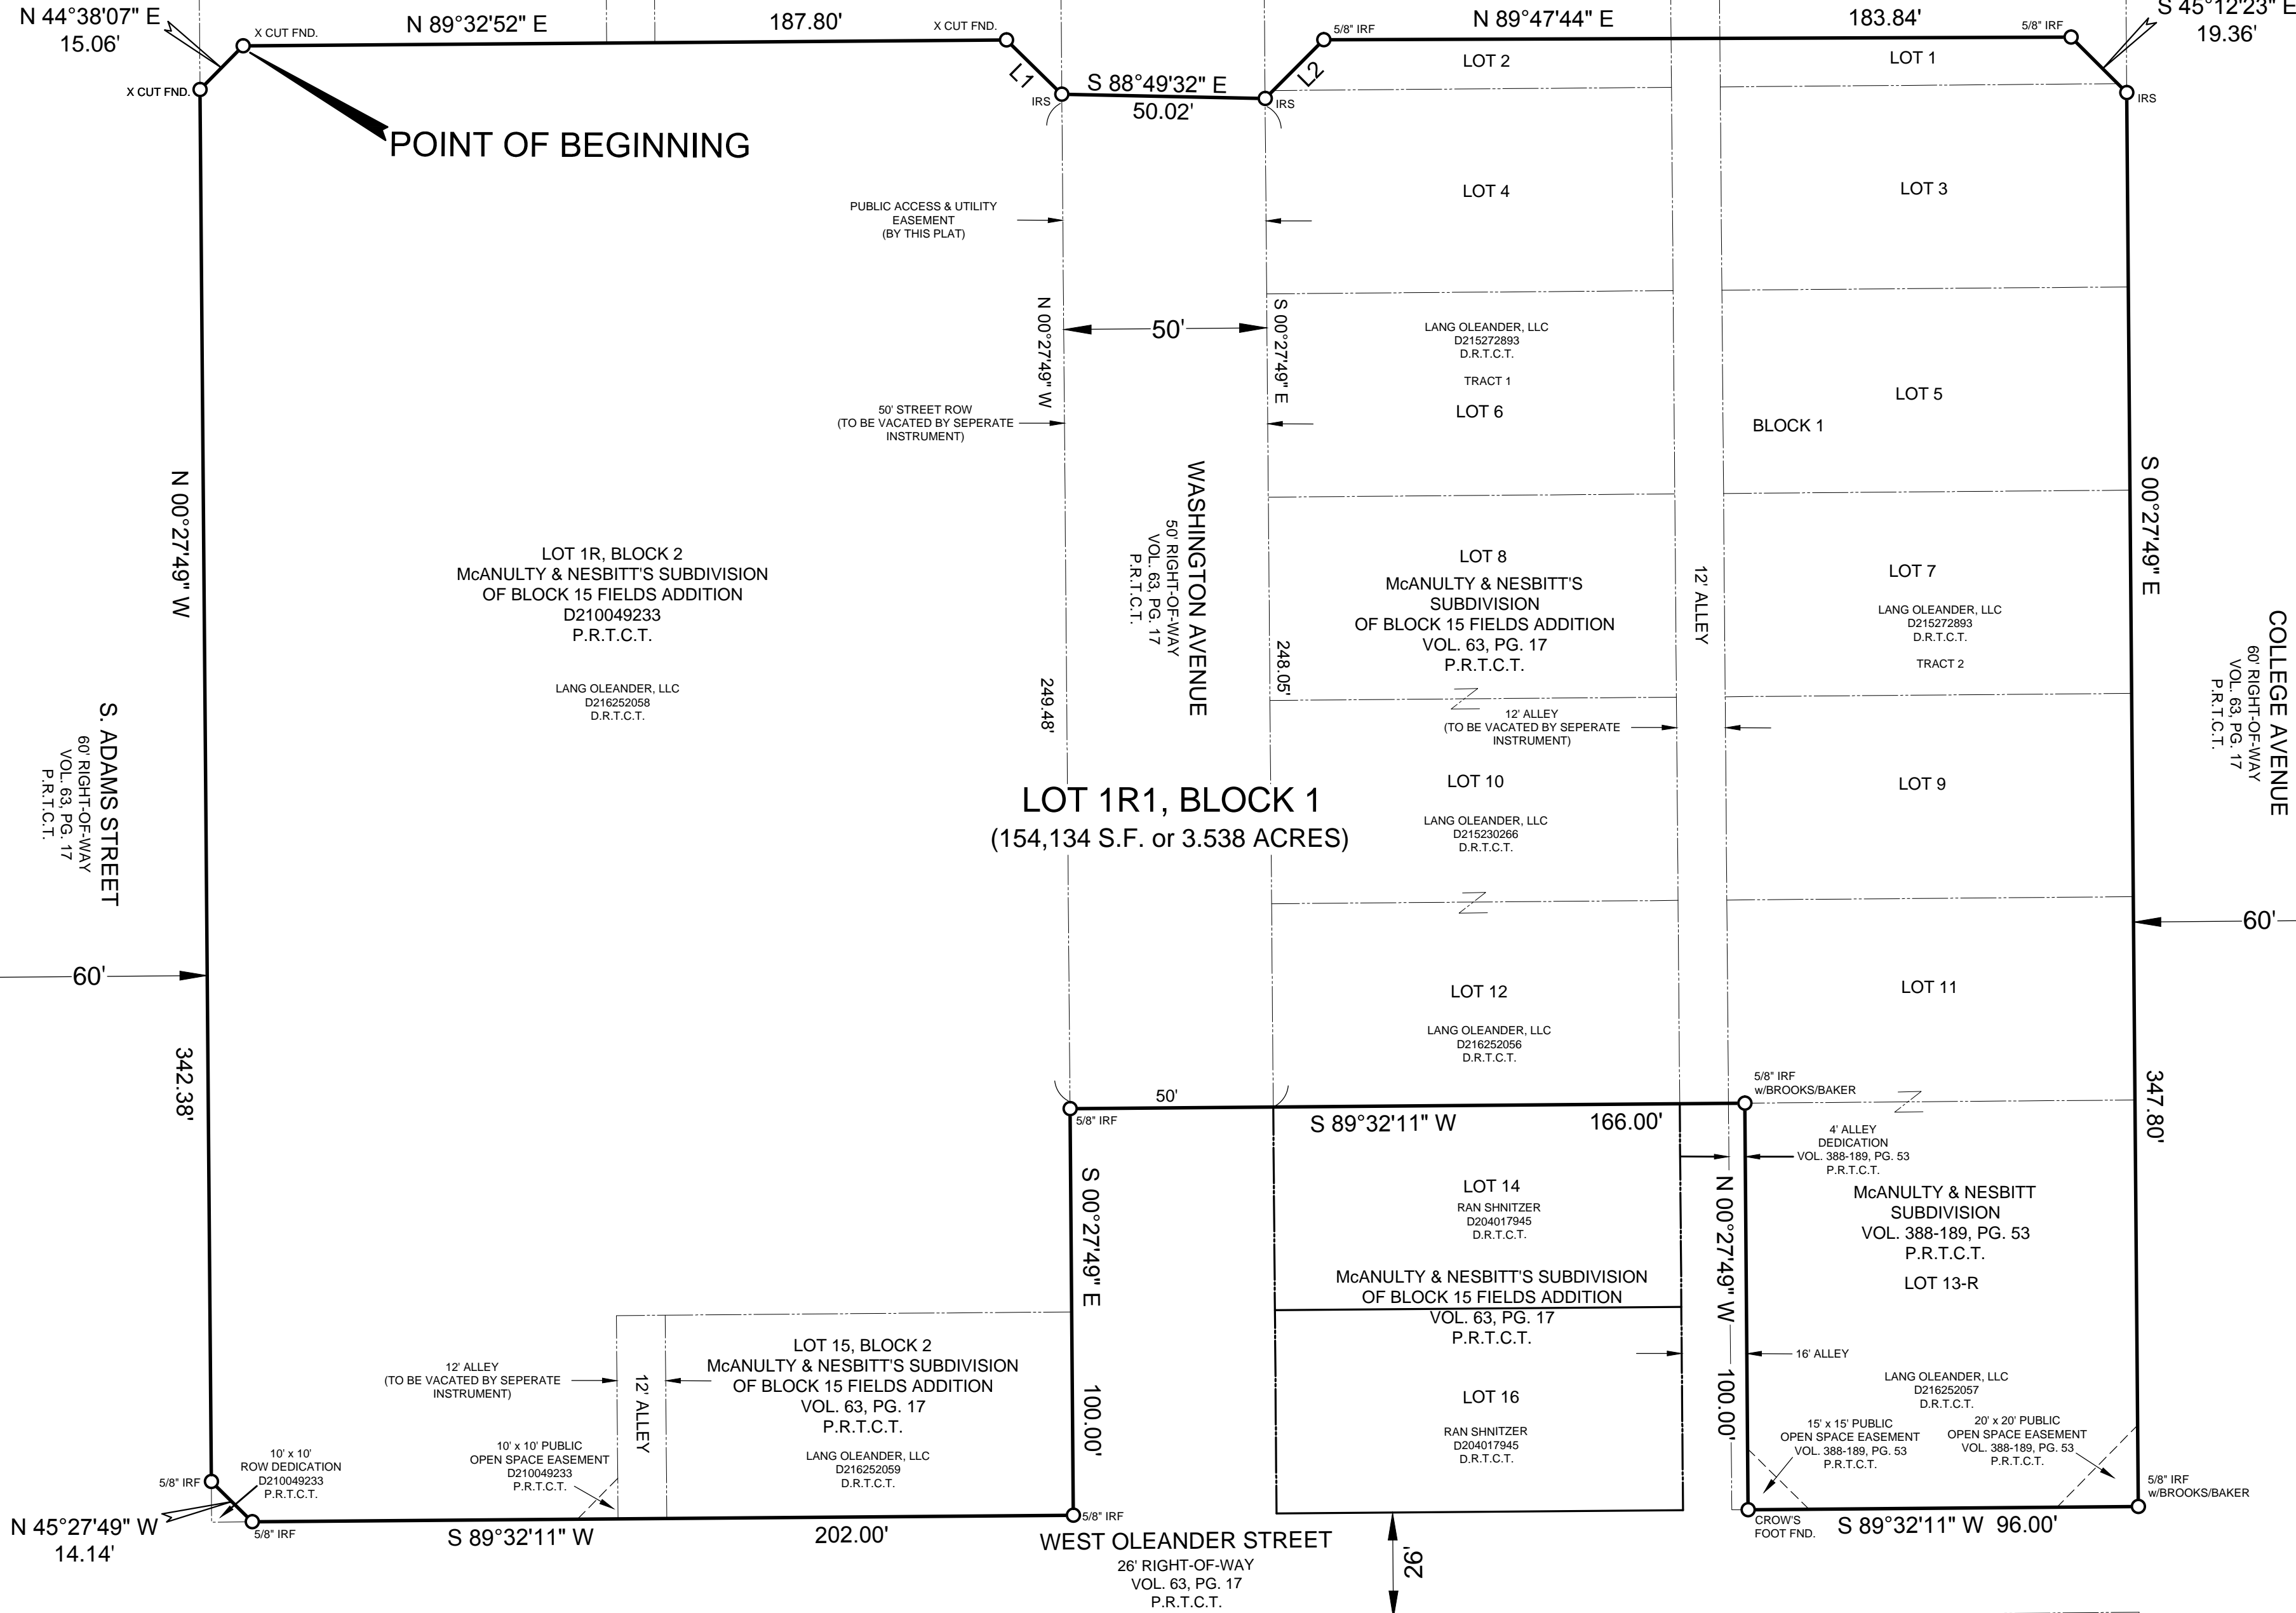 N 44°38'07" E
15.06'
X CUT FND.
N 89°32'52" E
187.80'
X CUT FND.
5/8" IRF
N 89°47'44" E
183.84'
5/8" IRF
S 45°12'23" E
19.36'
X CUT FND.
L1
S 88°49'32" E
50.02'
IRS
IRS
L2
LOT 2
LOT 1
IRS
POINT OF BEGINNING
PUBLIC ACCESS & UTILITY
EASEMENT
(BY THIS PLAT)
LOT 4
LOT 3
N 00°27'49" W
50'
S 00°27'49" E
LANG OLEANDER, LLC
D215272893
D.R.T.C.T.
TRACT 1
LOT 6
LOT 5
BLOCK 1
50' STREET ROW
(TO BE VACATED BY SEPERATE
INSTRUMENT)
N 00°27'49" W
S 00°27'49" E
WASHINGTON AVENUE
50' RIGHT-OF-WAY
VOL. 63, PG. 17
P.R.T.C.T.
LOT 1R, BLOCK 2
McANULTY & NESBITT'S SUBDIVISION
OF BLOCK 15 FIELDS ADDITION
D210049233
P.R.T.C.T.
LANG OLEANDER, LLC
D216252058
D.R.T.C.T.
LOT 8
McANULTY & NESBITT'S
SUBDIVISION
OF BLOCK 15 FIELDS ADDITION
VOL. 63, PG. 17
P.R.T.C.T.
12' ALLEY
LOT 7
LANG OLEANDER, LLC
D215272893
D.R.T.C.T.
TRACT 2
COLLEGE AVENUE
60' RIGHT-OF-WAY
VOL. 63, PG. 17
P.R.T.C.T.
249.48'
248.05'
12' ALLEY
(TO BE VACATED BY SEPERATE
INSTRUMENT)
S. ADAMS STREET
60' RIGHT-OF-WAY
VOL. 63, PG. 17
P.R.T.C.T.
LOT 1R1, BLOCK 1
(154,134 S.F. or 3.538 ACRES)
LOT 10
LANG OLEANDER, LLC
D215230266
D.R.T.C.T.
LOT 9
60'
60'
LOT 12
LANG OLEANDER, LLC
D216252056
D.R.T.C.T.
LOT 11
342.38'
347.80'
5/8" IRF
50'
S 89°32'11" W
166.00'
5/8" IRF
w/BROOKS/BAKER
4' ALLEY
DEDICATION
VOL. 388-189, PG. 53
P.R.T.C.T.
S 00°27'49" E
100.00'
LOT 14
RAN SHNITZER
D204017945
D.R.T.C.T.
McANULTY & NESBITT'S SUBDIVISION
OF BLOCK 15 FIELDS ADDITION
VOL. 63, PG. 17
P.R.T.C.T.
N 00°27'49" W
100.00'
McANULTY & NESBITT
SUBDIVISION
VOL. 388-189, PG. 53
P.R.T.C.T.
LOT 13-R
12' ALLEY
(TO BE VACATED BY SEPERATE
INSTRUMENT)
12' ALLEY
LOT 15, BLOCK 2
McANULTY & NESBITT'S SUBDIVISION
OF BLOCK 15 FIELDS ADDITION
VOL. 63, PG. 17
P.R.T.C.T.
LANG OLEANDER, LLC
D216252059
D.R.T.C.T.
LOT 16
RAN SHNITZER
D204017945
D.R.T.C.T.
16' ALLEY
LANG OLEANDER, LLC
D216252057
D.R.T.C.T.
15' x 15' PUBLIC
OPEN SPACE EASEMENT
VOL. 388-189, PG. 53
P.R.T.C.T.
20' x 20' PUBLIC
OPEN SPACE EASEMENT
VOL. 388-189, PG. 53
P.R.T.C.T.
5/8" IRF
10' x 10'
ROW DEDICATION
D210049233
P.R.T.C.T.
10' x 10' PUBLIC
OPEN SPACE EASEMENT
D210049233
P.R.T.C.T.
5/8" IRF
w/BROOKS/BAKER
N 45°27'49" W
14.14'
5/8" IRF
S 89°32'11" W
202.00'
5/8" IRF
WEST OLEANDER STREET
26' RIGHT-OF-WAY
VOL. 63, PG. 17
P.R.T.C.T.
26'
CROW'S
FOOT FND.
S 89°32'11" W 96.00'